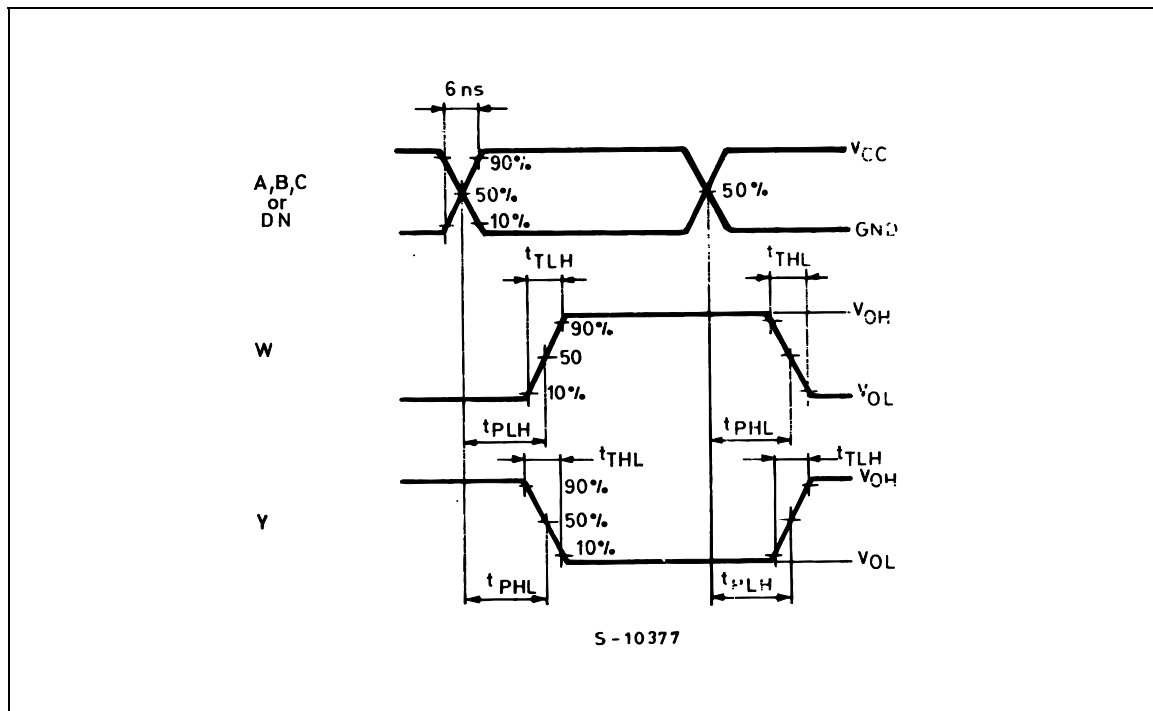 6 ns
A,B,C
or
DN
90%
50%
10%
50%
VCC
GND
tTLH
tTHL
W
90%
50
10%
VOH
VOL
tPLH
tPHL
tTHL
tTLH
Y
90%
50%
10%
VOH
VOL
tPHL
tPLH
S-10377